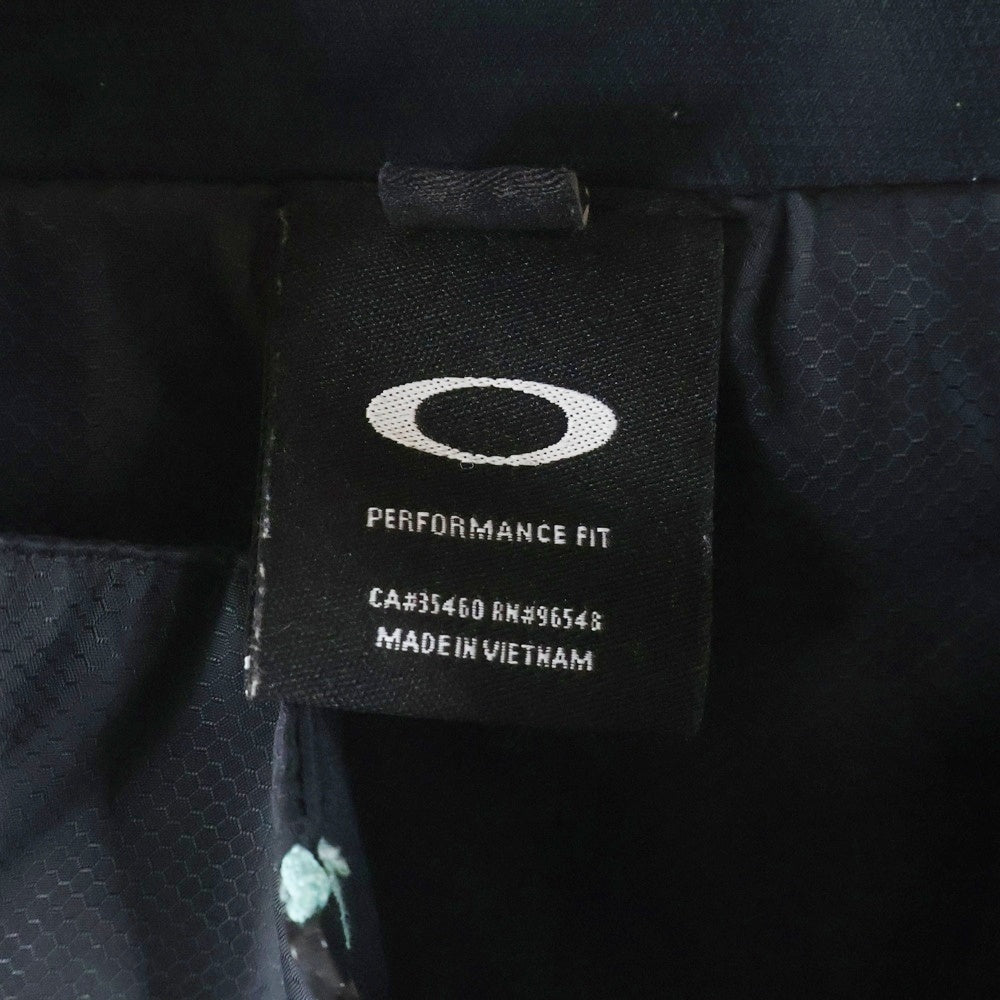 PERFORMANCE FIT
CA#35460 RN#96548
MADE IN VIETNAM